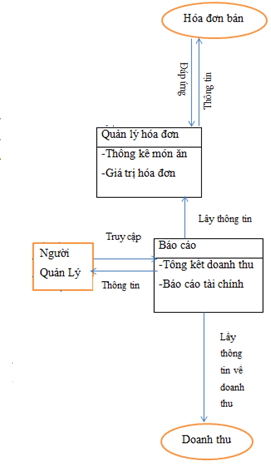 Hóa đơn bán
Đáp ứng
Thông tin
Quản lý hóa đơn
-Thống kê món ăn
-Giá trị hóa đơn
Lây thông tin
Truy cập
Người
Quản Lý
Thông tin
Báo cáo
-Tổng kết doanh thu
-Báo cáo tài chính
Lây
thông
tin về
doanh
thu
Doanh thu